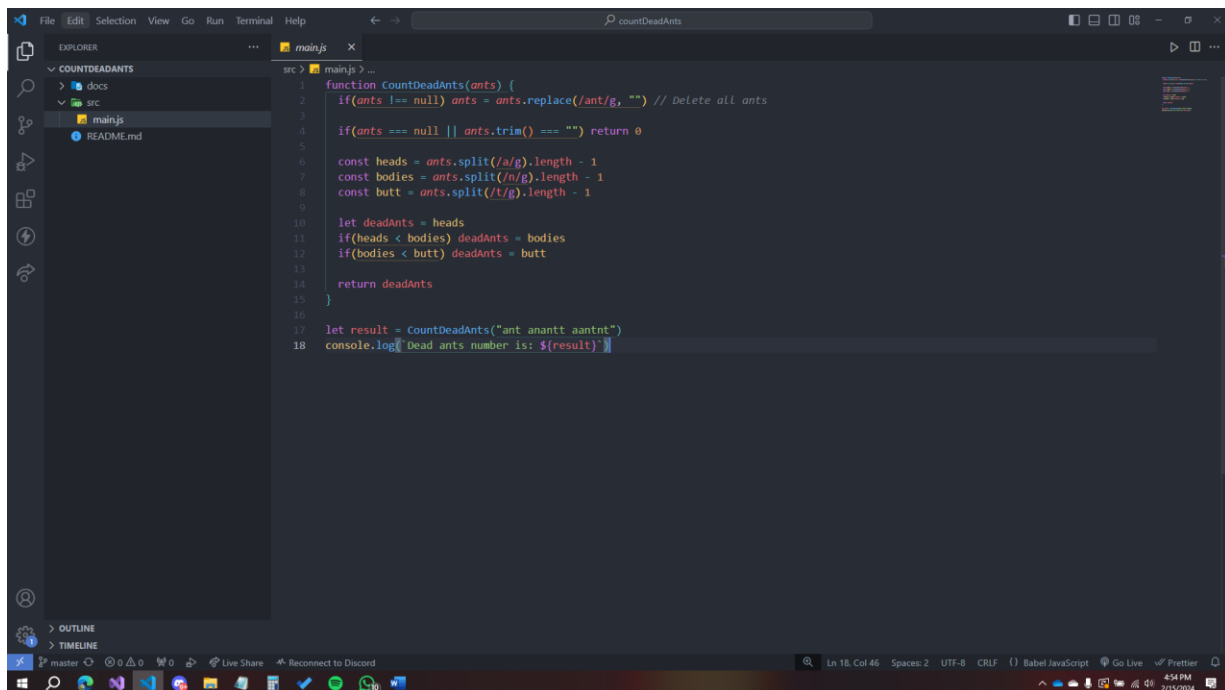 File Edit Selection View Go Run Terminal Help
countDeadAnts
EXPLORER
COUNTDEADANTS
docs
src
main.js
README.md
OUTLINE
TIMELINE
main.js
src > main.js > ...
1 function CountDeadAnts(ants) {
2 if(ants !== null) ants = ants.replace(/ant/g, "") // Delete all ants
3
4 if(ants === null || ants.trim() === "") return 0
5
6 const heads = ants.split(/a/g).length - 1
7 const bodies = ants.split(/n/g).length - 1
8 const butt = ants.split(/t/g).length - 1
9
10 let deadAnts = heads
11 if(heads < bodies) deadAnts = bodies
12 if(bodies < butt) deadAnts = butt
13
14 return deadAnts
15 }
16
17 let result = CountDeadAnts("ant anantt aantnt")
18 console.log(`Dead ants number is: ${result}`)
master 0 0 0 Live Share Reconnect to Discord Ln 18, Col 46 Spaces: 2 UTF-8 CRLF {} Babel JavaScript Go Live Prettier
4:54 PM
2/15/2024